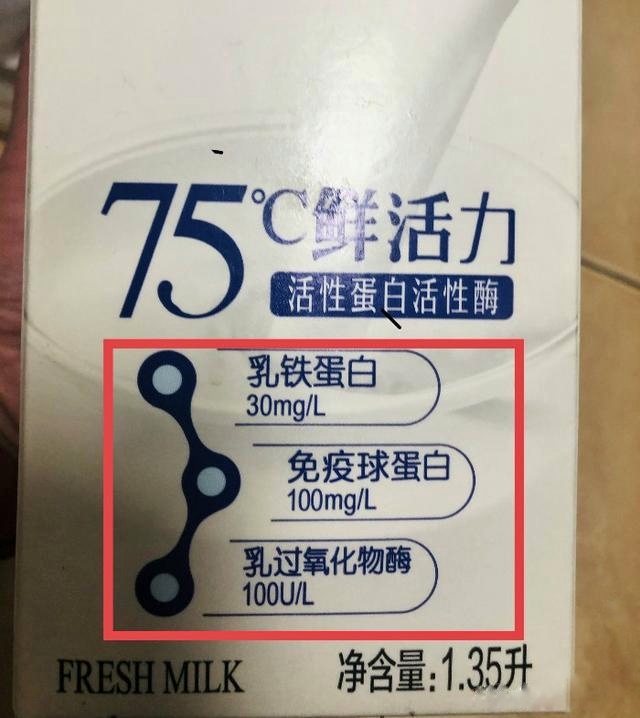 75℃鲜活力
活性蛋白活性酶
乳铁蛋白
30mg/L
免疫球蛋白
100mg/L
乳过氧化物酶
100U/L
FRESH MILK
净含量:1.35升